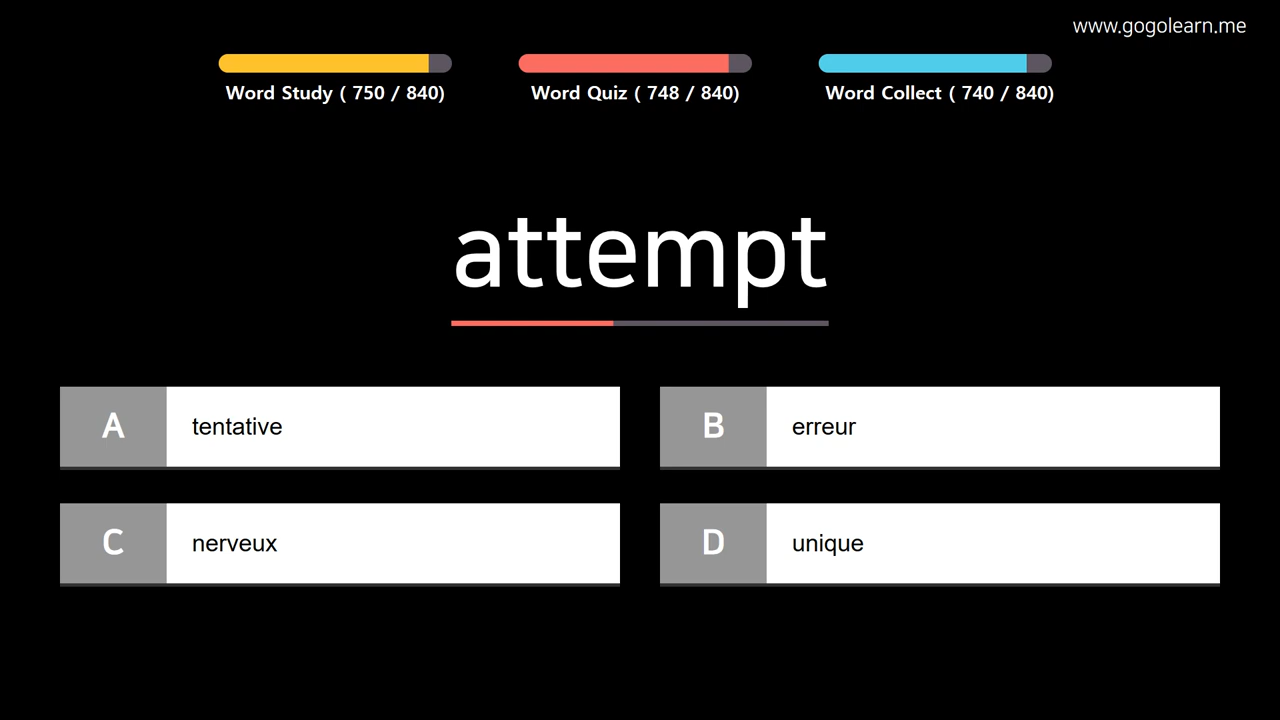 www.gogolearn.me
Word Study ( 750 / 840)
Word Quiz ( 748 / 840)
Word Collect ( 740 / 840)
attempt
A tentative
B erreur
C nerveux
D unique